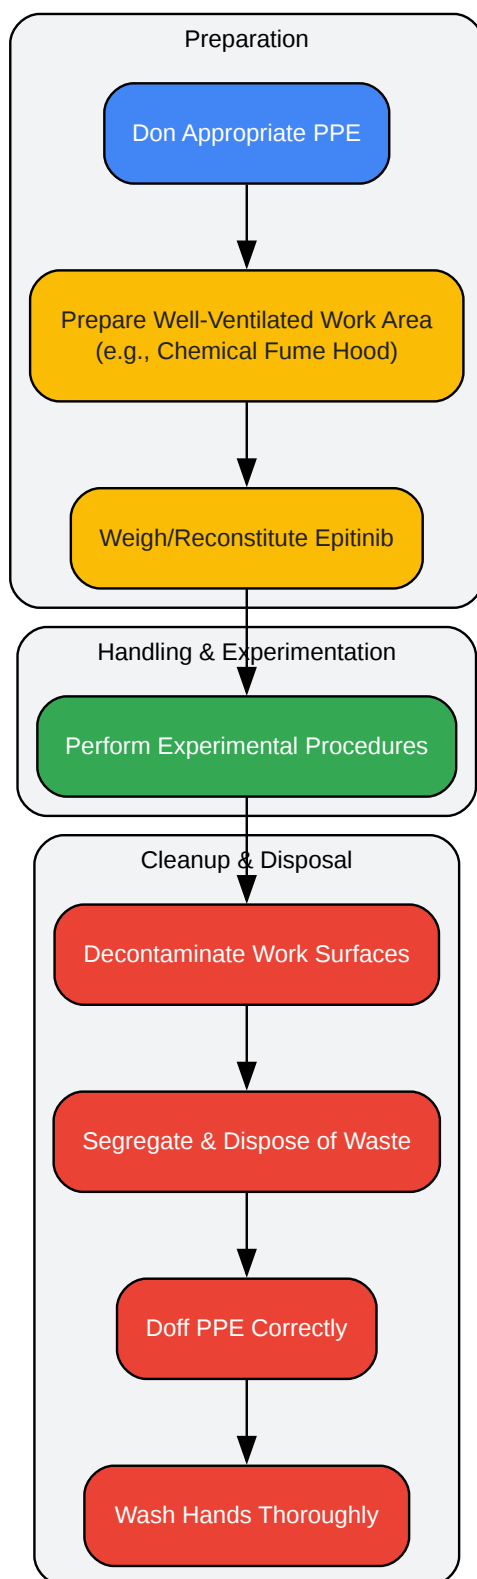 Preparation
Don Appropriate PPE
Prepare Well-Ventilated Work Area
(e.g., Chemical Fume Hood)
Weigh/Reconstitute Epitinib
Handling & Experimentation
Perform Experimental Procedures
Cleanup & Disposal
Decontaminate Work Surfaces
Segregate & Dispose of Waste
Doff PPE Correctly
Wash Hands Thoroughly